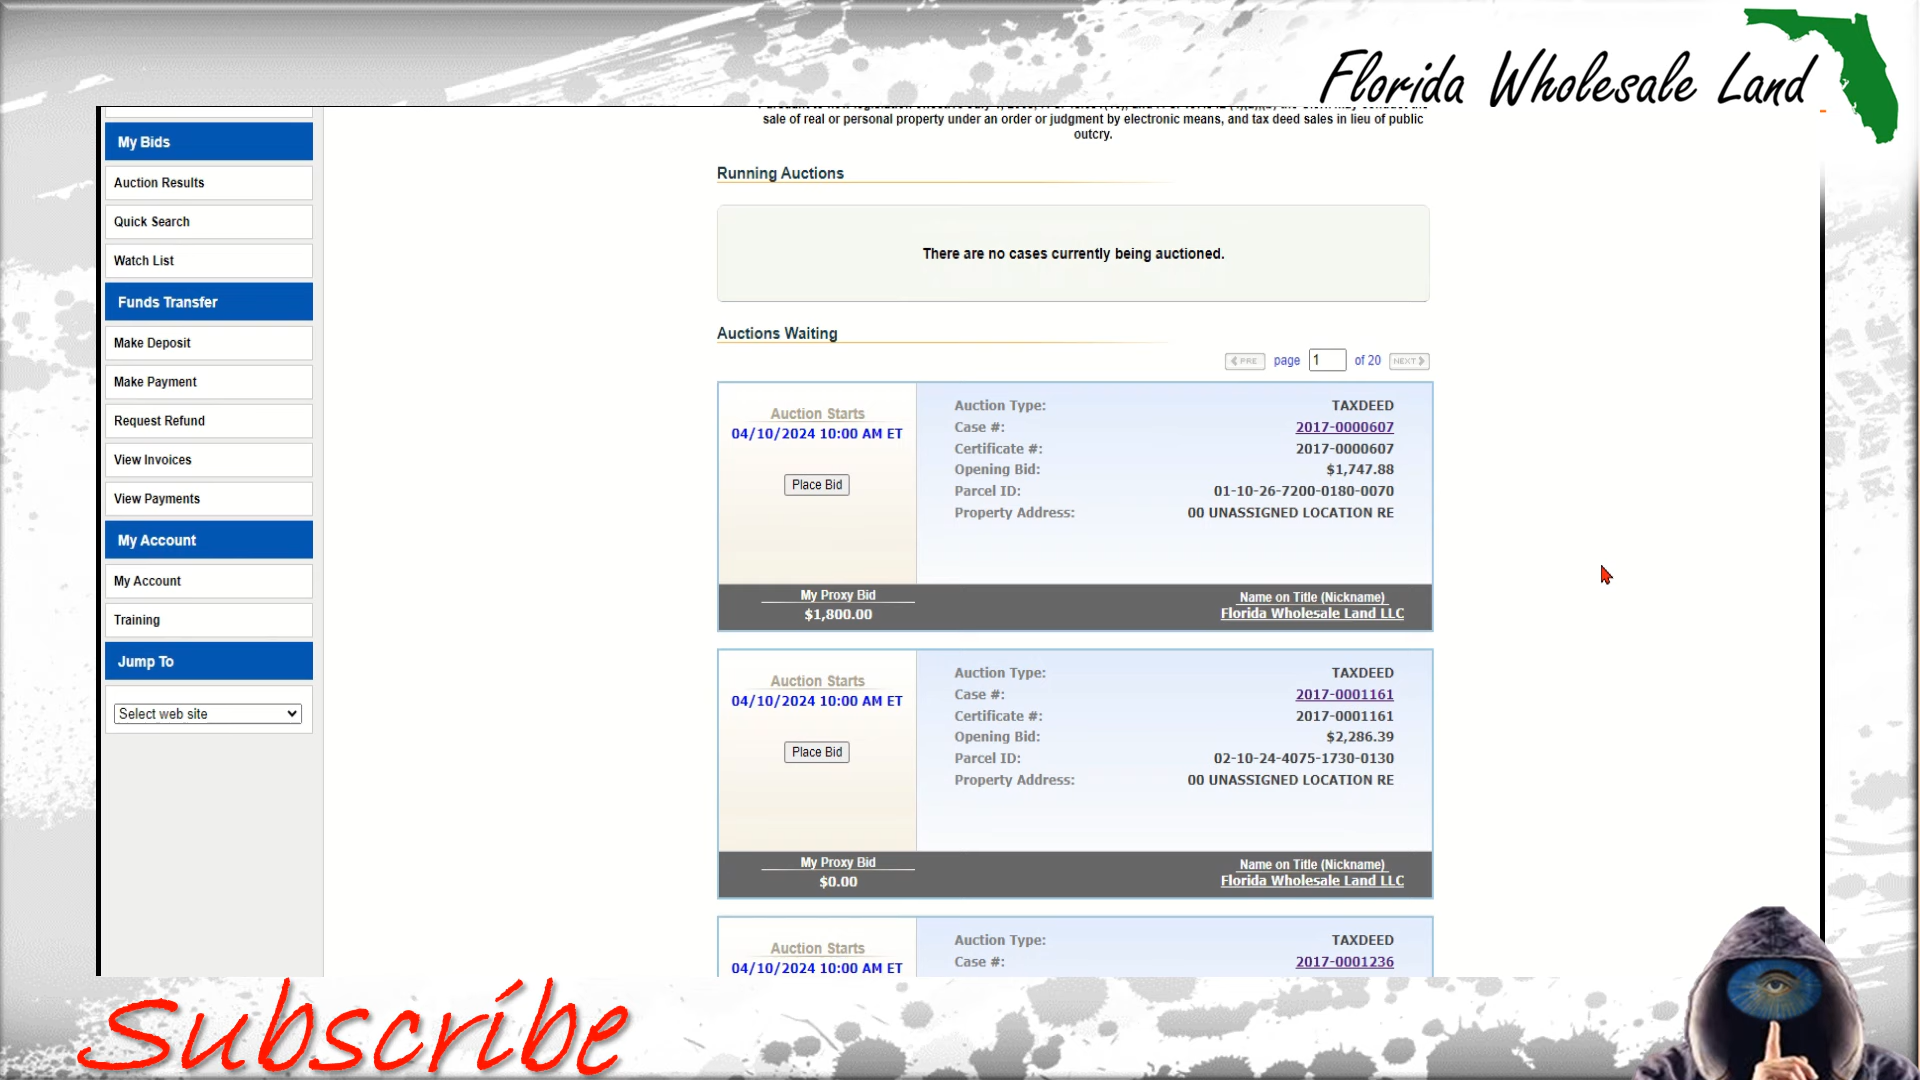 Florida Wholesale Land
sale of real or personal property under an order or judgment by electronic means, and tax deed sales in lieu of public
outcry.
My Bids
Auction Results
Quick Search
Watch List
Funds Transfer
Make Deposit
Make Payment
Request Refund
View Invoices
View Payments
My Account
My Account
Training
Jump To
Select web site
Running Auctions
There are no cases currently being auctioned.
Auctions Waiting
PRE page 1 of 20 NEXT
Auction Starts
04/10/2024 10:00 AM ET
Place Bid
Auction Type: TAXDEED
Case #: 2017-0000607
Certificate #: 2017-0000607
Opening Bid: $1,747.88
Parcel ID: 01-10-26-7200-0180-0070
Property Address: 00 UNASSIGNED LOCATION RE
My Proxy Bid
$1,800.00
Name on Title (Nickname)
Florida Wholesale Land LLC
Auction Starts
04/10/2024 10:00 AM ET
Place Bid
Auction Type: TAXDEED
Case #: 2017-0001161
Certificate #: 2017-0001161
Opening Bid: $2,286.39
Parcel ID: 02-10-24-4075-1730-0130
Property Address: 00 UNASSIGNED LOCATION RE
My Proxy Bid
$0.00
Name on Title (Nickname)
Florida Wholesale Land LLC
Auction Starts
04/10/2024 10:00 AM ET
Auction Type: TAXDEED
Case #: 2017-0001236
Subscribe